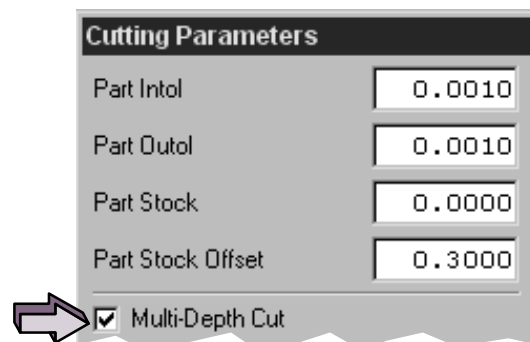 Cutting Parameters
Part Intol 0.0010
Part Outol 0.0010
Part Stock 0.0000
Part Stock Offset 0.3000
Multi-Depth Cut